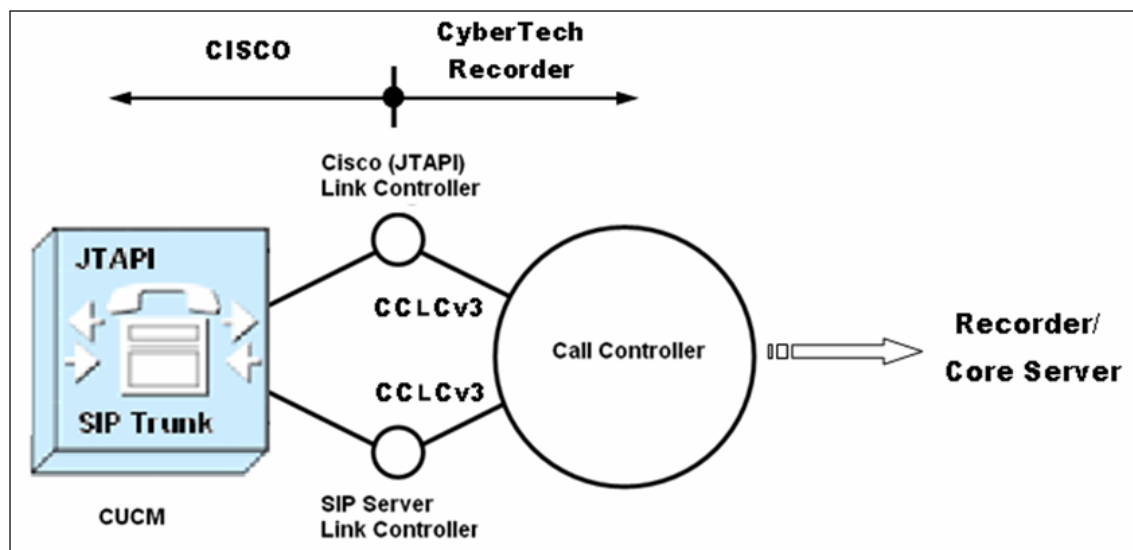 CISCO
CyberTech
Recorder
Cisco (JTAPI)
Link Controller
JTAPI
CCLCv3
Call Controller
Recorder/
Core Server
CCLCv3
SIP Trunk
CUCM
SIP Server
Link Controller